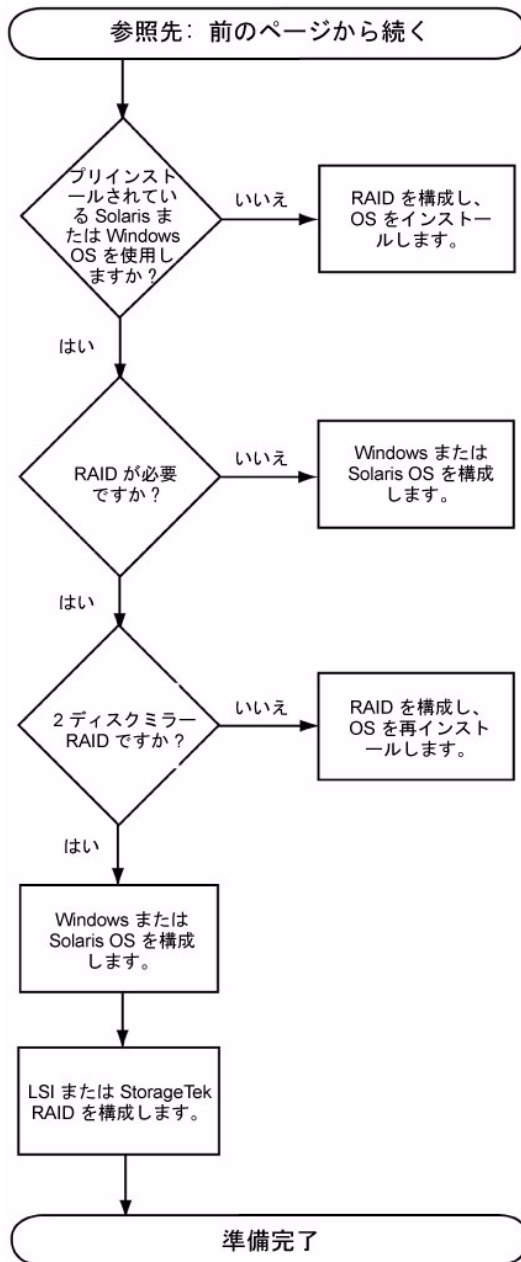 参照先: 前のページから続く
プリインスト
ールされてい
る Solaris ま
たは Windows
OS を使用し
ますか ?
いいえ
RAID を構成し、
OS をインストー
ルします。
はい
RAID が必要
ですか ?
いいえ
Windows または
Solaris OS を構成
します。
はい
2 ディスクミラー
RAID ですか ?
いいえ
RAID を構成し、
OS を再インスト
ールします。
はい
Windows または
Solaris OS を構成
します。
LSI または StorageTek
RAID を構成します。
準備完了